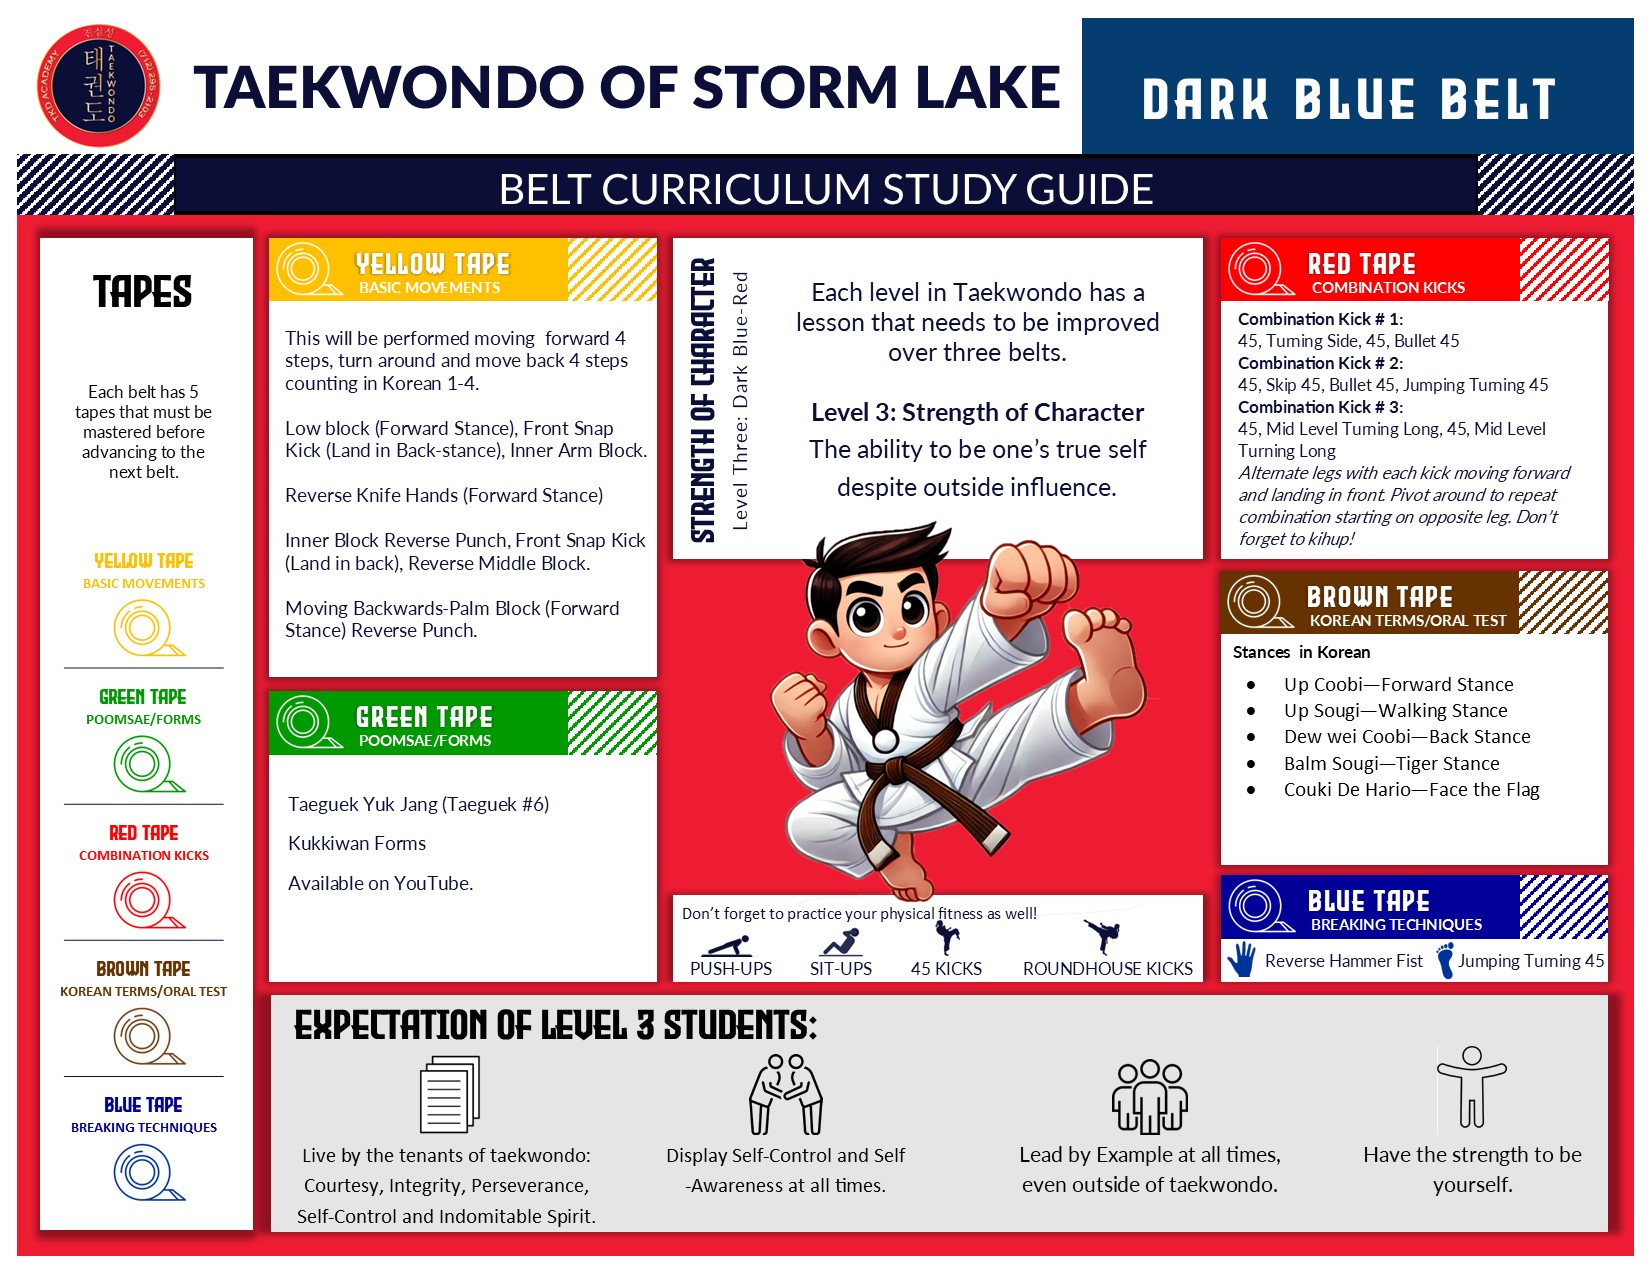 진심성
TKD ACADEMY
(712)295-2103
태권도
TAEKWONDO
TAEKWONDO OF STORM LAKE
DARK BLUE BELT
BELT CURRICULUM STUDY GUIDE
TAPES
Each belt has 5
tapes that must be
mastered before
advancing to the
next belt.
YELLOW TAPE
BASIC MOVEMENTS
GREEN TAPE
POOMSAE/FORMS
RED TAPE
COMBINATION KICKS
BROWN TAPE
KOREAN TERMS/ORAL TEST
BLUE TAPE
BREAKING TECHNIQUES
YELLOW TAPE
BASIC MOVEMENTS
This will be performed moving  forward 4
steps, turn around and move back 4 steps
counting in Korean 1-4.
Low block (Forward Stance), Front Snap
Kick (Land in Back-stance), Inner Arm Block.
Reverse Knife Hands (Forward Stance)
Inner Block Reverse Punch, Front Snap Kick
(Land in back), Reverse Middle Block.
Moving Backwards-Palm Block (Forward
Stance) Reverse Punch.
GREEN TAPE
POOMSAE/FORMS
Taeguek Yuk Jang (Taeguek #6)
Kukkiwan Forms
Available on YouTube.
STRENGTH OF CHARACTER
Level Three: Dark Blue-Red
Each level in Taekwondo has a
lesson that needs to be improved
over three belts.
Level 3: Strength of Character
The ability to be one's true self
despite outside influence.
Don't forget to practice your physical fitness as well!
PUSH-UPS
SIT-UPS
45 KICKS
ROUNDHOUSE KICKS
RED TAPE
COMBINATION KICKS
Combination Kick # 1:
45, Turning Side, 45, Bullet 45
Combination Kick # 2:
45, Skip 45, Bullet 45, Jumping Turning 45
Combination Kick # 3:
45, Mid Level Turning Long, 45, Mid Level
Turning Long
Alternate legs with each kick moving forward
and landing in front. Pivot around to repeat
combination starting on opposite leg. Don't
forget to kihup!
BROWN TAPE
KOREAN TERMS/ORAL TEST
Stances  in Korean
• Up Coobi—Forward Stance
• Up Sougi—Walking Stance
• Dew wei Coobi—Back Stance
• Balm Sougi—Tiger Stance
• Couki De Hario—Face the Flag
BLUE TAPE
BREAKING TECHNIQUES
Reverse Hammer Fist
Jumping Turning 45
EXPECTATION OF LEVEL 3 STUDENTS:
Live by the tenants of taekwondo:
Courtesy, Integrity, Perseverance,
Self-Control and Indomitable Spirit.
Display Self-Control and Self
-Awareness at all times.
Lead by Example at all times,
even outside of taekwondo.
Have the strength to be
yourself.